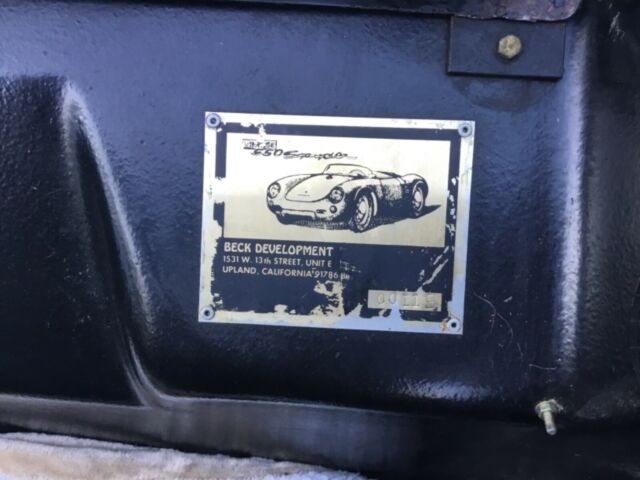 550 Spyder
BECK DEVELOPMENT
1531 W. 13th STREET, UNIT E
UPLAND, CALIFORNIA 91786